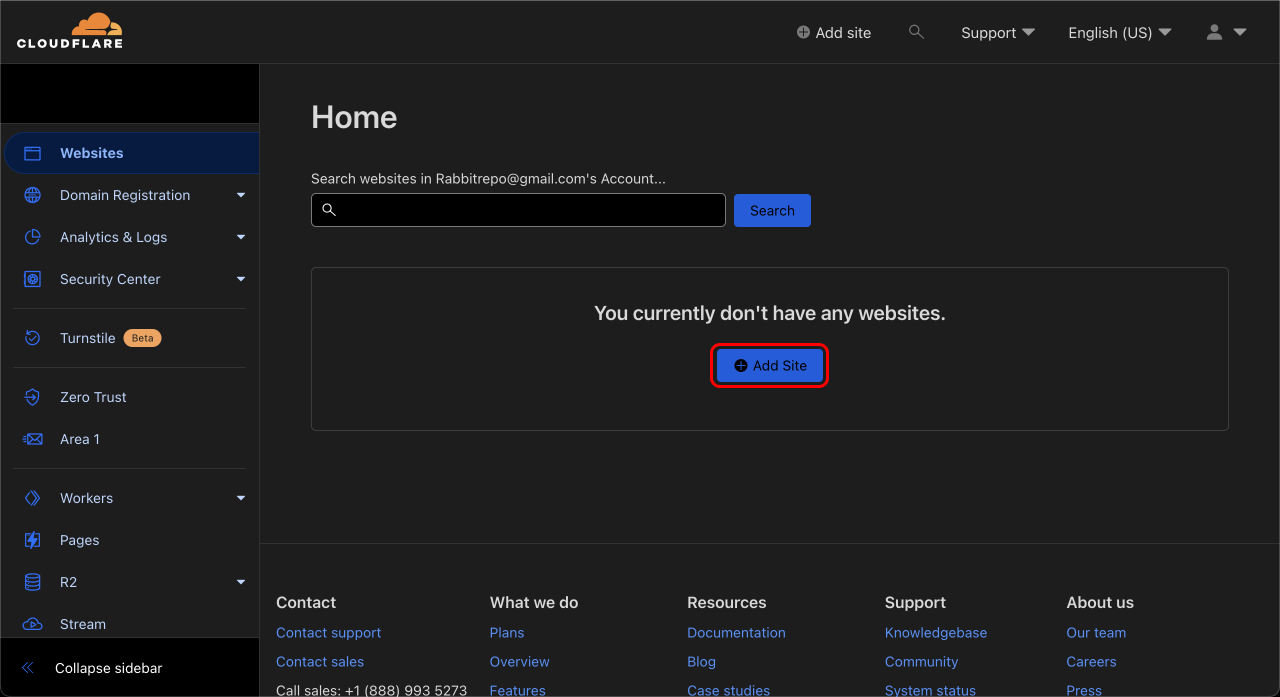 CLOUDFLARE
Add site
Support
English (US)
Websites
Domain Registration
Analytics & Logs
Security Center
Turnstile Beta
Zero Trust
Area 1
Workers
Pages
R2
Stream
Collapse sidebar
Home
Search websites in Rabbitrepo@gmail.com's Account...
Search
You currently don't have any websites.
Add Site
Contact
Contact support
Contact sales
Call sales: +1 (888) 993 5273
What we do
Plans
Overview
Features
Resources
Documentation
Blog
Case studies
Support
Knowledgebase
Community
System status
About us
Our team
Careers
Press